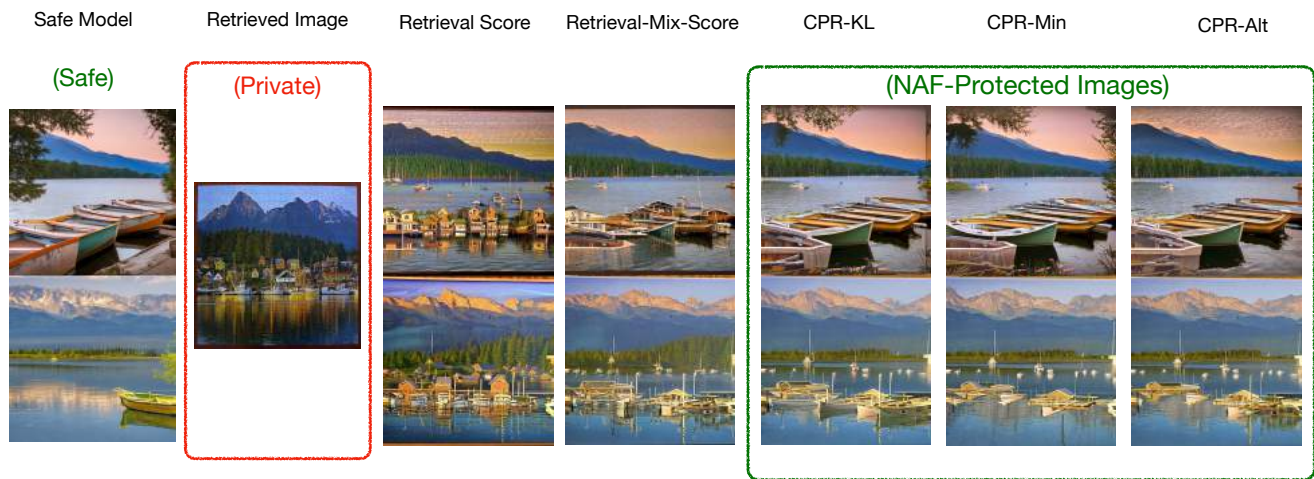 Safe Model
Retrieved Image
Retrieval Score
Retrieval-Mix-Score
CPR-KL
CPR-Min
CPR-Alt
(Safe)
(Private)
(NAF-Protected Images)